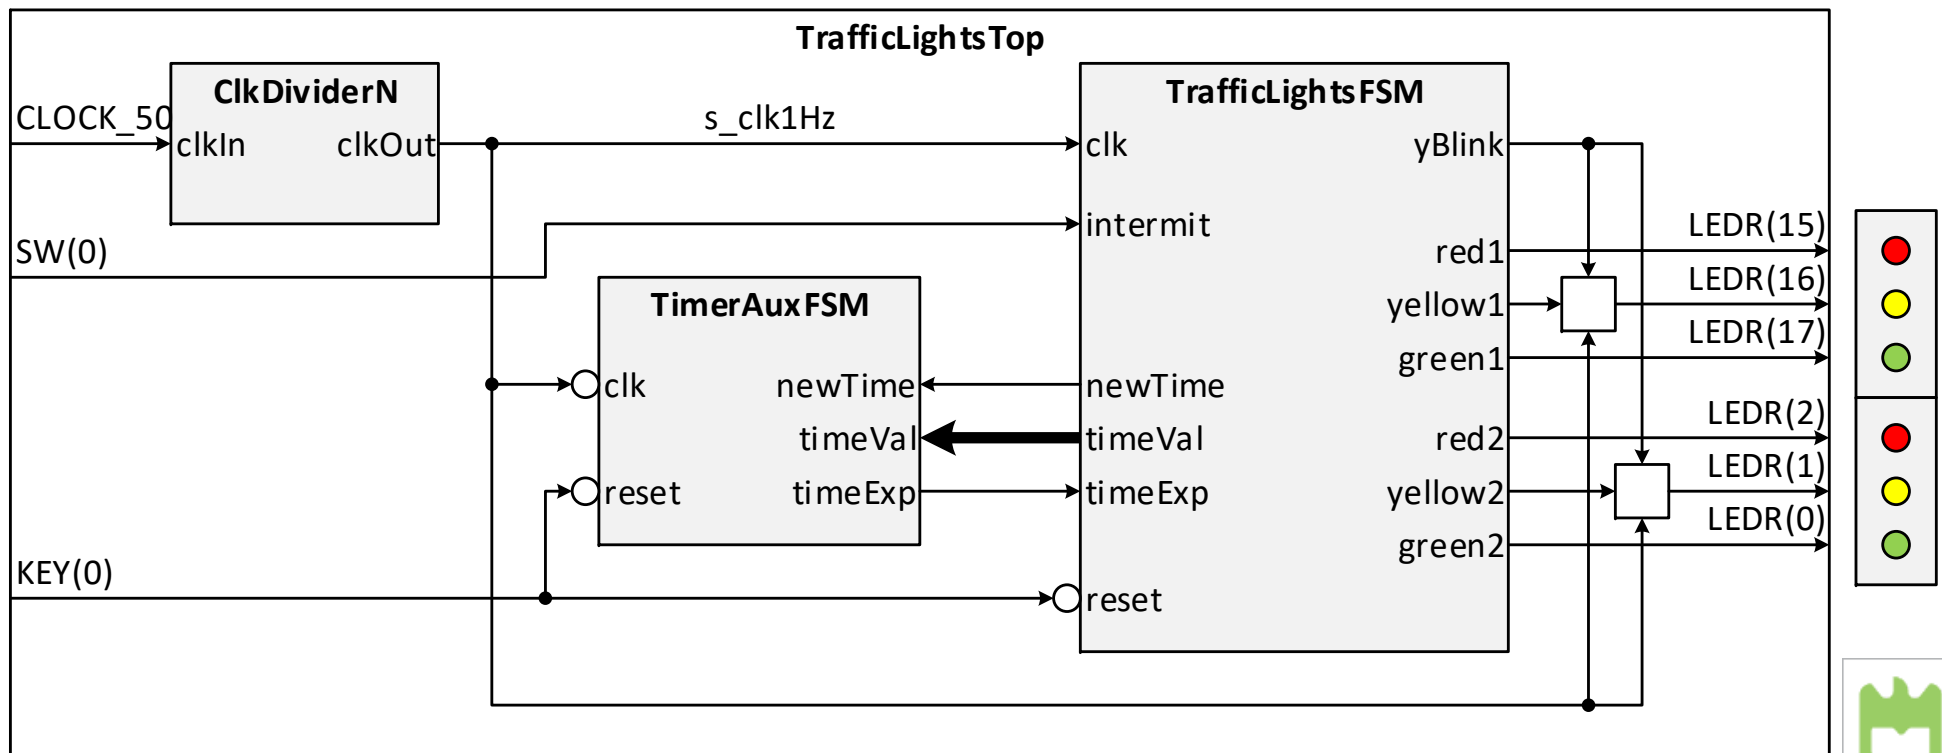 TrafficLightsTop
ClkDividerN
TrafficLightsFSM
CLOCK_50
clkIn
clkOut
s_clk1Hz
clk
yBlink
intermit
SW(0)
red1
LEDR(15)
TimerAuxFSM
yellow1
LEDR(16)
green1
LEDR(17)
clk
newTime
newTime
timeVal
timeVal
red2
LEDR(2)
reset
timeExp
timeExp
yellow2
LEDR(1)
green2
LEDR(0)
KEY(0)
reset